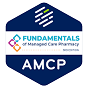 FUNDAMENTALS
of Managed Care Pharmacy
AMCP